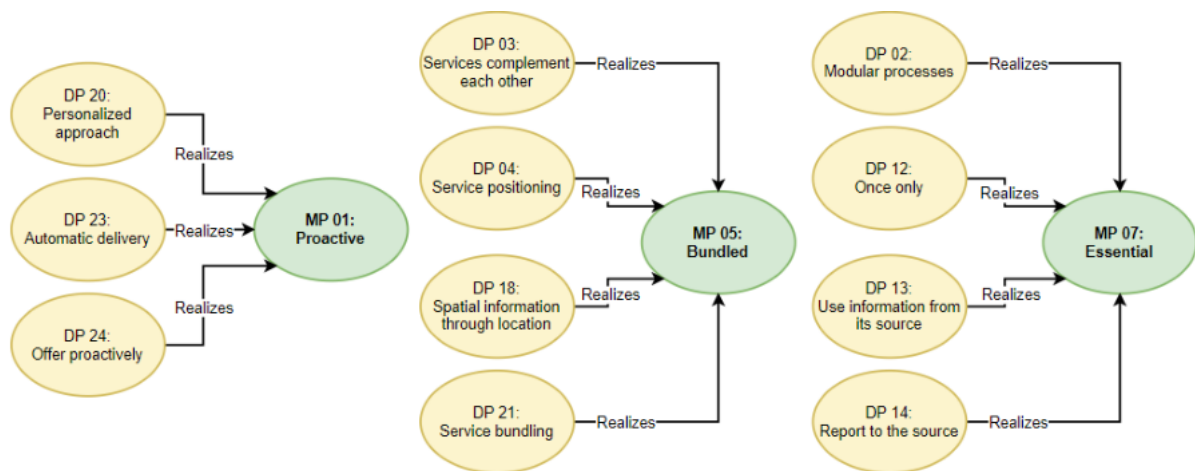 DP 20:
Personalized
approach
Realizes
DP 23:
Automatic delivery
Realizes
DP 24:
Offer proactively
Realizes
MP 01:
Proactive
DP 03:
Services complement
each other
Realizes
DP 04:
Service positioning
Realizes
DP 18:
Spatial information
through location
Realizes
DP 21:
Service bundling
Realizes
MP 05:
Bundled
DP 02:
Modular processes
Realizes
DP 12:
Once only
Realizes
DP 13:
Use information from
its source
Realizes
DP 14:
Report to the source
Realizes
MP 07:
Essential